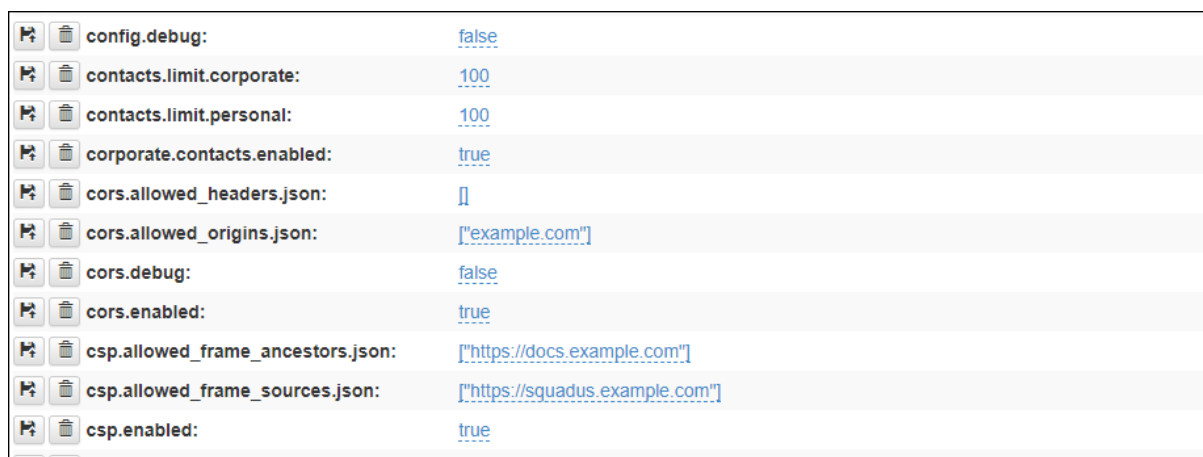 config.debug: false
contacts.limit.corporate: 100
contacts.limit.personal: 100
corporate.contacts.enabled: true
cors.allowed_headers.json: []
cors.allowed_origins.json: ["example.com"]
cors.debug: false
cors.enabled: true
csp.allowed_frame_ancestors.json: ["https://docs.example.com"]
csp.allowed_frame_sources.json: ["https://squadus.example.com"]
csp.enabled: true